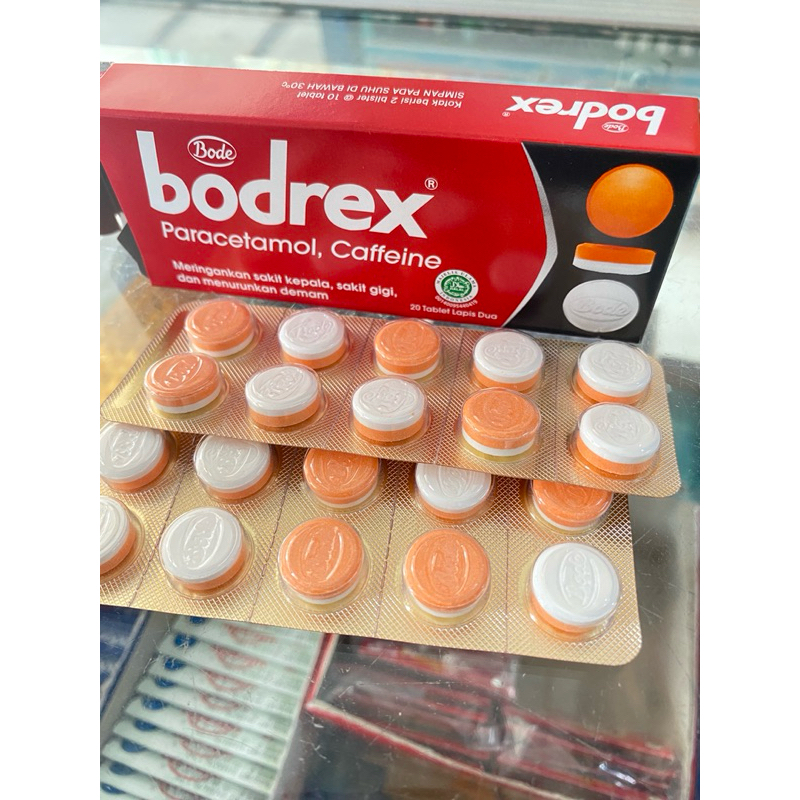 Kotak berisi 2 blister @ 10 tablet
SIMPAN PADA SUHU DI BAWAH 30°C
Bode
bodrex®
Bode
bodrex®
Paracetamol, Caffeine
Meringankan sakit kepala, sakit gigi,
dan menurunkan demam
20 Tablet Lapis Dua
Bode